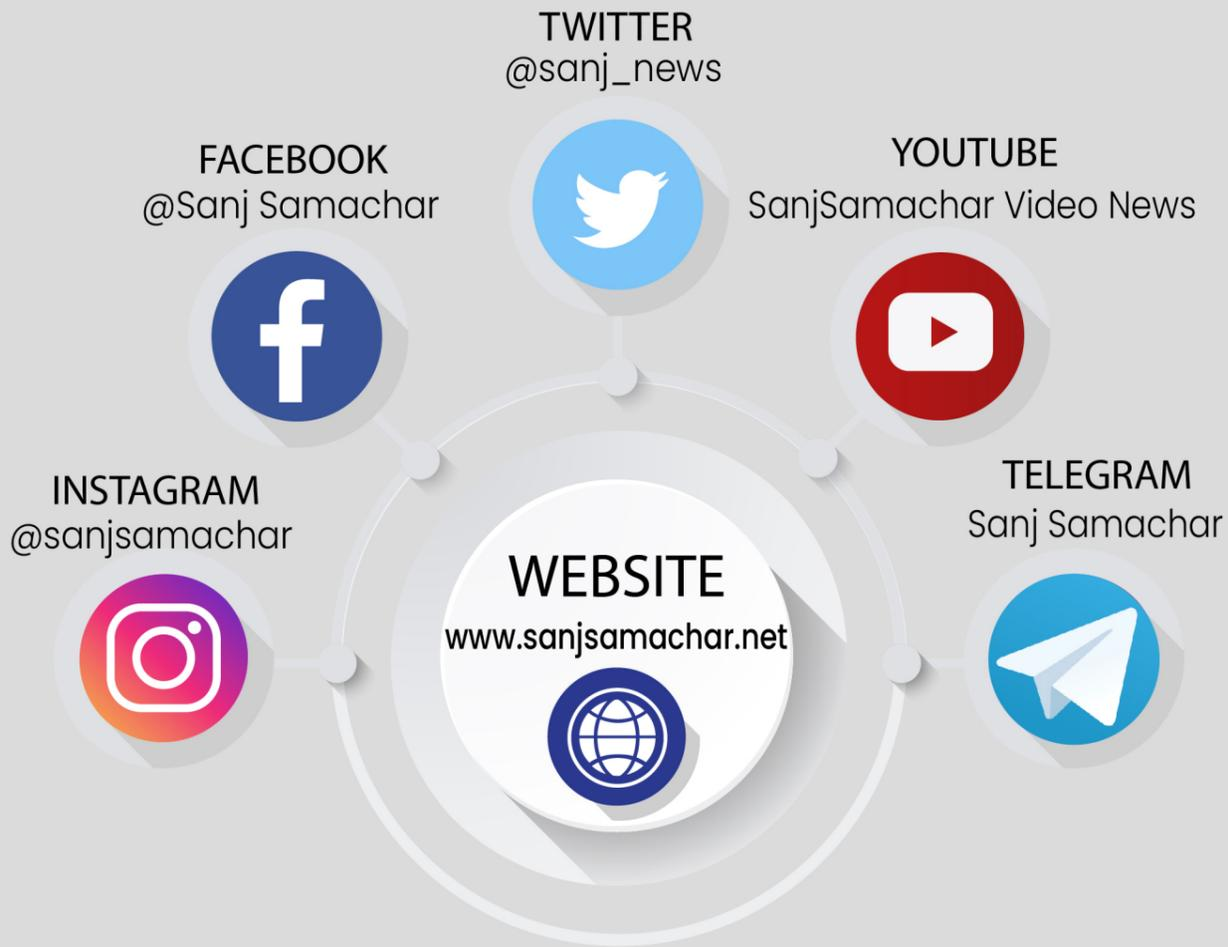 TWITTER
@sanj_news
FACEBOOK
@Sanj Samachar
YOUTUBE
SanjSamachar Video News
INSTAGRAM
@sanjsamachar
TELEGRAM
Sanj Samachar
WEBSITE
www.sanjsamachar.net